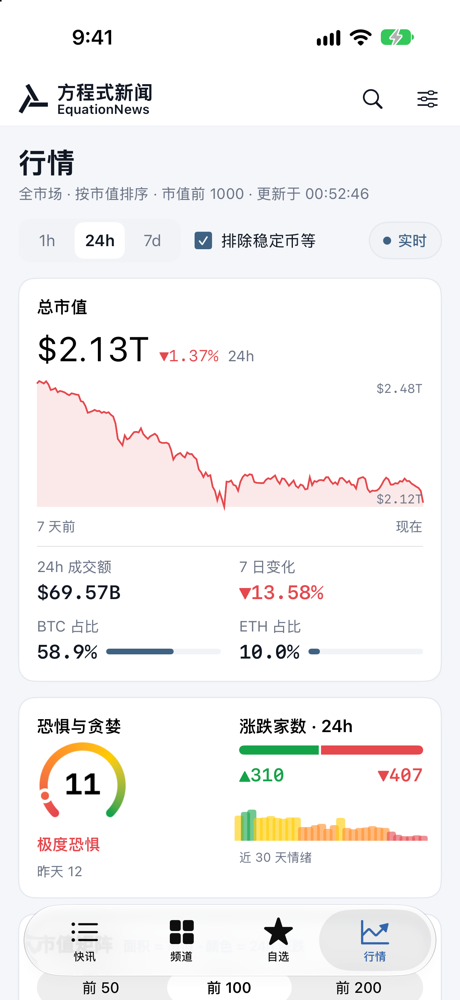 9:41
方程式新闻
EquationNews
行情
全市场 · 按市值排序 · 市值前 1000 · 更新于 00:52:46
1h 24h 7d 排除稳定币等 实时
总市值
$2.13T ▼1.37% 24h
$2.48T
$2.12T
7 天前 现在
24h 成交额 7 日变化
$69.57B ▼13.58%
BTC 占比 ETH 占比
58.9% 10.0%
恐惧与贪婪 涨跌家数 · 24h
11
▲310 ▼407
极度恐惧
近 30 天情绪
昨天 12
快讯 频道 自选 行情
前 50 前 100 前 200